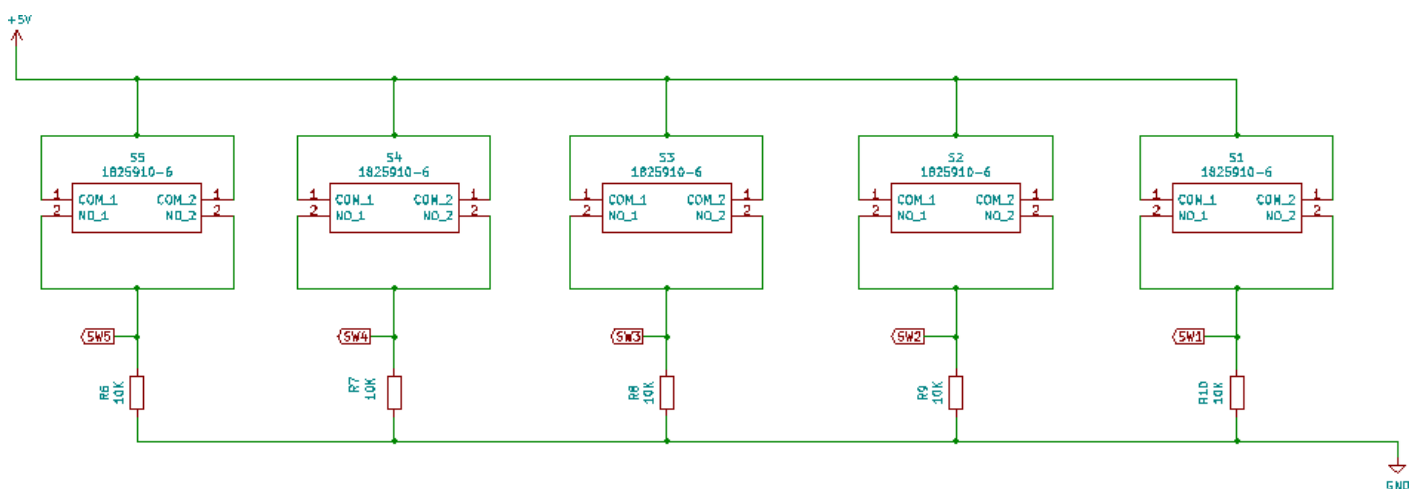 +5V
S5
1825910-6
1 COM_1 COM_2 1
2 NO_1 NO_2 2
S4
1825910-6
1 COM_1 COM_2 1
2 NO_1 NO_2 2
S3
1825910-6
1 COM_1 COM_2 1
2 NO_1 NO_2 2
S2
1825910-6
1 COM_1 COM_2 1
2 NO_1 NO_2 2
S1
1825910-6
1 COM_1 COM_2 1
2 NO_1 NO_2 2
SW5
SW4
SW3
SW2
SW1
R6
10K
R7
10K
R8
10K
R9
10K
R10
10K
GND